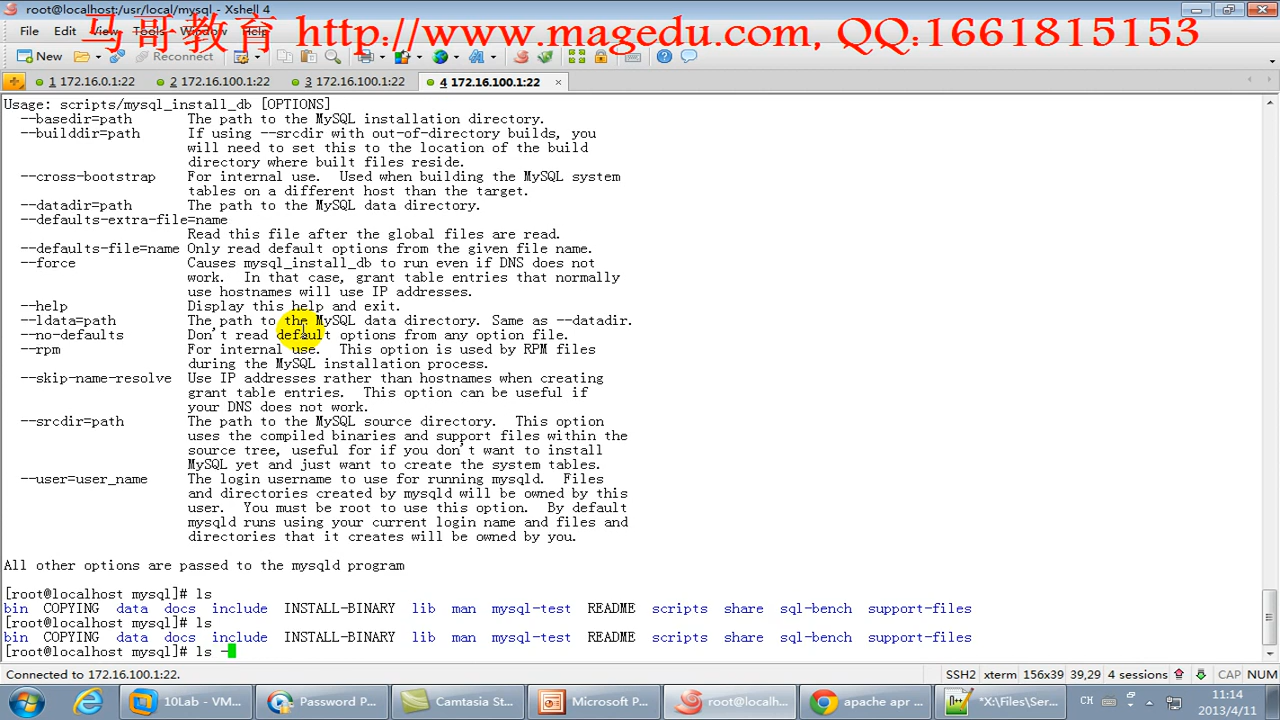 root@localhost:/usr/local/mysql - Xshell 4
File Edit View Tools Window Help
马哥教育 http://www.magedu.com, QQ:1661815153
New Reconnect
1 172.16.0.1:22 2 172.16.100.1:22 3 172.16.100.1:22 4 172.16.100.1:22 ×
Usage: scripts/mysql_install_db [OPTIONS]
--basedir=path The path to the MySQL installation directory.
--builddir=path If using --srcdir with out-of-directory builds, you
will need to set this to the location of the build
directory where built files reside.
--cross-bootstrap For internal use. Used when building the MySQL system
tables on a different host than the target.
--datadir=path The path to the MySQL data directory.
--defaults-extra-file=name
Read this file after the global files are read.
--defaults-file=name Only read default options from the given file name.
--force Causes mysql_install_db to run even if DNS does not
work. In that case, grant table entries that normally
use hostnames will use IP addresses.
--help Display this help and exit.
--ldata=path The path to the MySQL data directory. Same as --datadir.
--no-defaults Don't read default options from any option file.
--rpm For internal use. This option is used by RPM files
during the MySQL installation process.
--skip-name-resolve Use IP addresses rather than hostnames when creating
grant table entries. This option can be useful if
your DNS does not work.
--srcdir=path The path to the MySQL source directory. This option
uses the compiled binaries and support files within the
source tree, useful for if you don't want to install
MySQL yet and just want to create the system tables.
--user=user_name The login username to use for running mysqld. Files
and directories created by mysqld will be owned by this
user. You must be root to use this option. By default
mysqld runs using your current login name and files and
directories that it creates will be owned by you.
All other options are passed to the mysqld program
[root@localhost mysql]# ls
bin COPYING data docs include INSTALL-BINARY lib man mysql-test README scripts share sql-bench support-files
[root@localhost mysql]# ls
bin COPYING data docs include INSTALL-BINARY lib man mysql-test README scripts share sql-bench support-files
[root@localhost mysql]# ls -
Connected to 172.16.100.1:22. SSH2 xterm 156x39 39,29 4 sessions CAP NUM
10Lab - VM... Password P... Camtasia St... Microsoft P... root@localh... apache apr ... *X:\Files\Ser... CH 11:14
2013/4/11